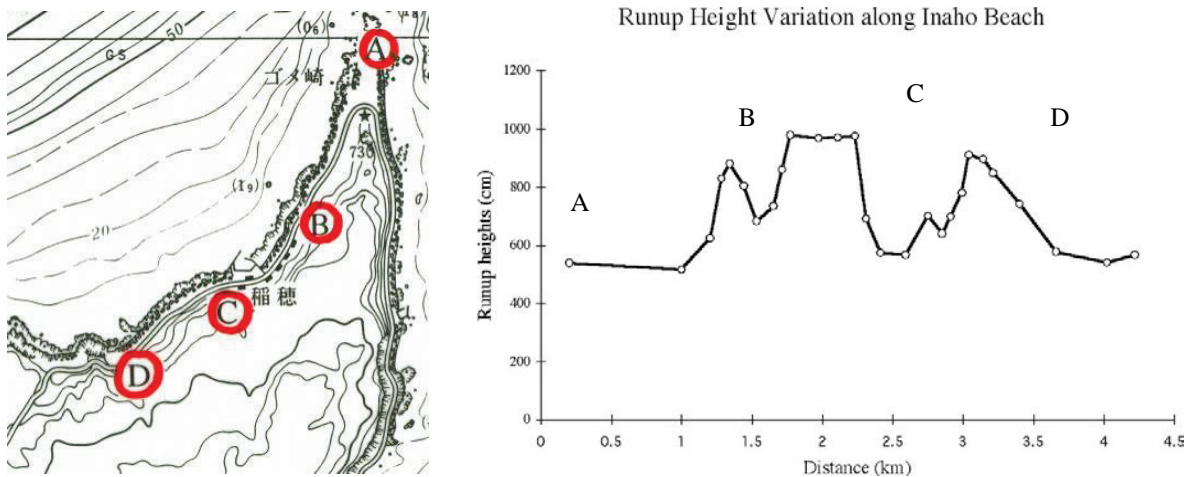 50
GS
(06)
A
ゴメ崎
730
(19)
B
20
稲穂
C
D
Runup Height Variation along Inaho Beach
1200
1000
800
600
400
200
0
Runup heights (cm)
A
B
C
D
0 0.5 1 1.5 2 2.5 3 3.5 4 4.5
Distance (km)